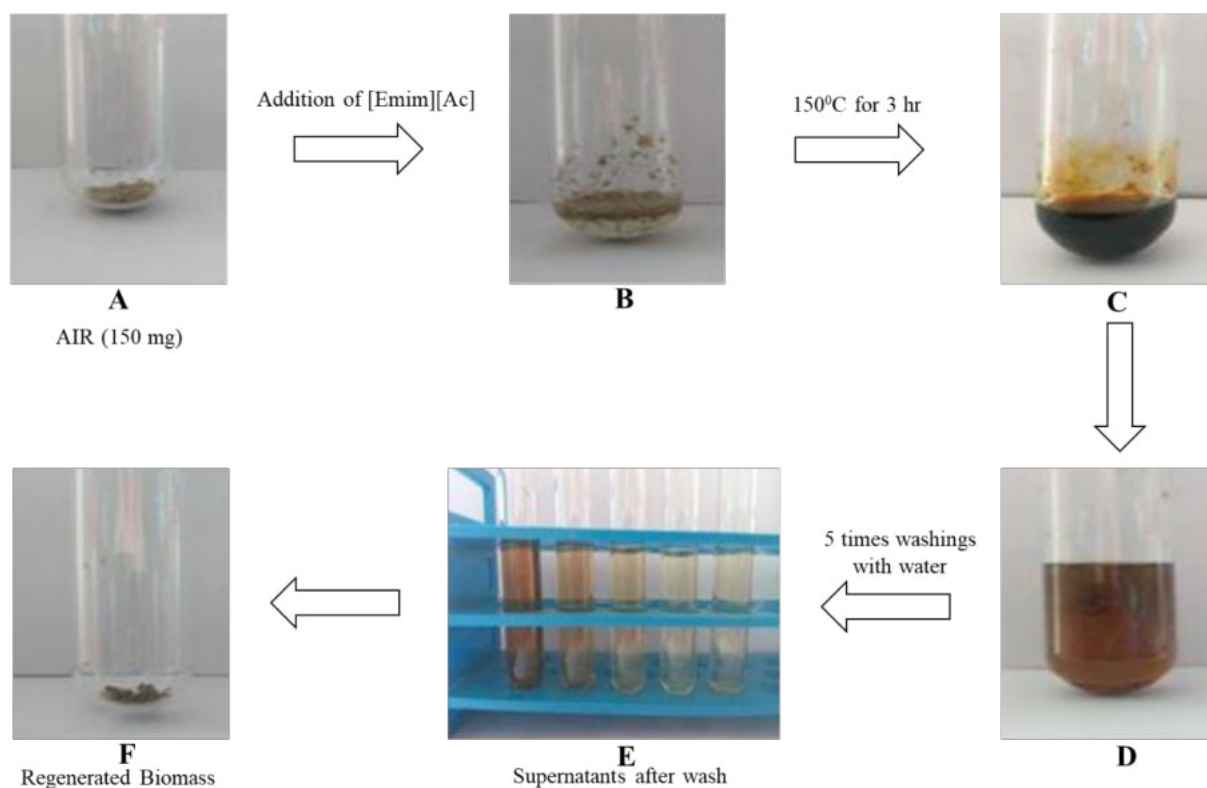 Addition of [Emim][Ac]
150⁰C for 3 hr
A
B
C
AIR (150 mg)
5 times washings
with water
F
E
D
Regenerated Biomass
Supernatants after wash